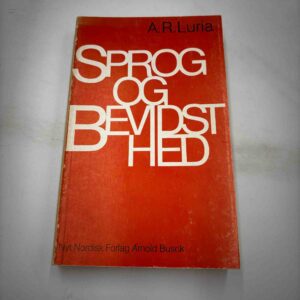 A. R. Luria
SPROG
OG
BEVIDST
HED
Nyt Nordisk Forlag Arnold Busck